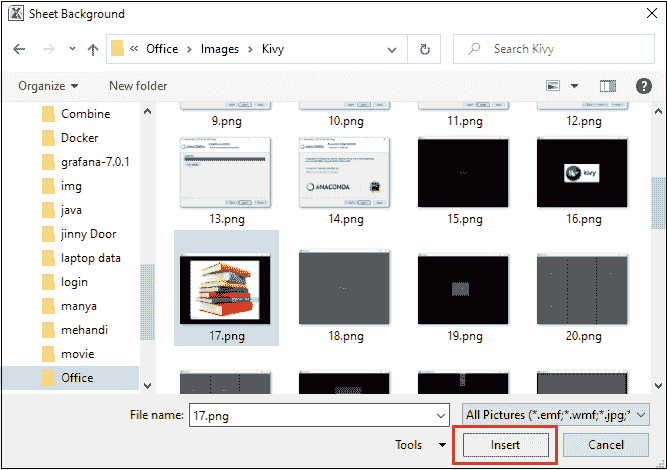 Sheet Background
« Office > Images > Kivy
Search Kivy
Organize
New folder
Combine
Docker
grafana-7.0.1
img
java
jinny Door
laptop data
login
manya
mehandi
movie
Office
9.png
10.png
11.png
12.png
13.png
14.png
15.png
16.png
17.png
18.png
19.png
20.png
ANACONDA
ANACONDA
kivy
File name:
17.png
All Pictures (*.emf;*.wmf;*.jpg;*
Tools
Insert
Cancel